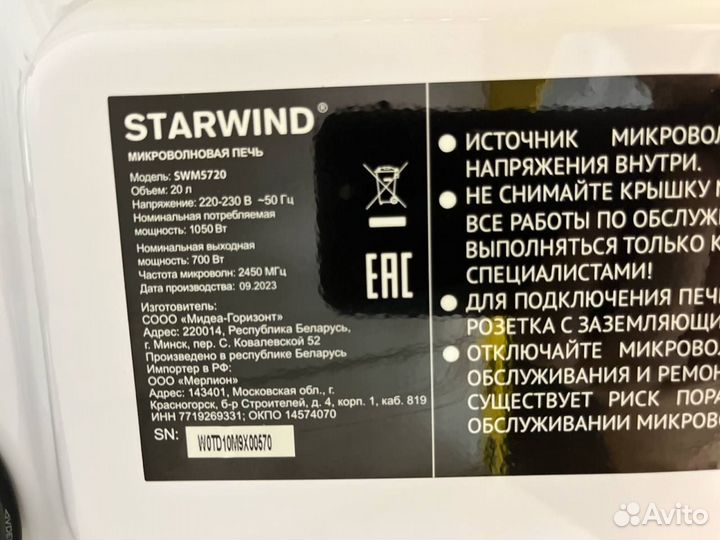 STARWIND®
МИКРОВОЛНОВАЯ ПЕЧЬ
Модель: SWM5720
Объем: 20 л
Напряжение: 220-230 В ~50 Гц
Номинальная потребляемая
мощность: 1050 Вт
Номинальная выходная
мощность: 700 Вт
Частота микроволн: 2450 МГц
Дата производства: 09.2023
Изготовитель:
СООО «Мидеа-Горизонт»
Адрес: 220014, Республика Беларусь,
г. Минск, пер. С. Ковалевской 52
Произведено в республике Беларусь
Импортер в РФ:
ООО «Мерлион»
Адрес: 143401, Московская обл., г.
Красногорск, б-р Строителей, д. 4, корп. 1, каб. 819
ИНН 7719269331; ОКПО 14574070
SN: W0TD10M9X00570
EAC
● ИСТОЧНИК МИКРОВОЛ
НАПРЯЖЕНИЯ ВНУТРИ.
● НЕ СНИМАЙТЕ КРЫШКУ М
ВСЕ РАБОТЫ ПО ОБСЛУЖ
ВЫПОЛНЯТЬСЯ ТОЛЬКО К
СПЕЦИАЛИСТАМИ!
● ДЛЯ ПОДКЛЮЧЕНИЯ ПЕЧ
РОЗЕТКА С ЗАЗЕМЛЯЮЩИ
● ОТКЛЮЧАЙТЕ МИКРОВОЛ
ОБСЛУЖИВАНИЯ И РЕМОН
СУЩЕСТВУЕТ РИСК ПОРА
ОБСЛУЖИВАНИИ МИКРОВО
Avito